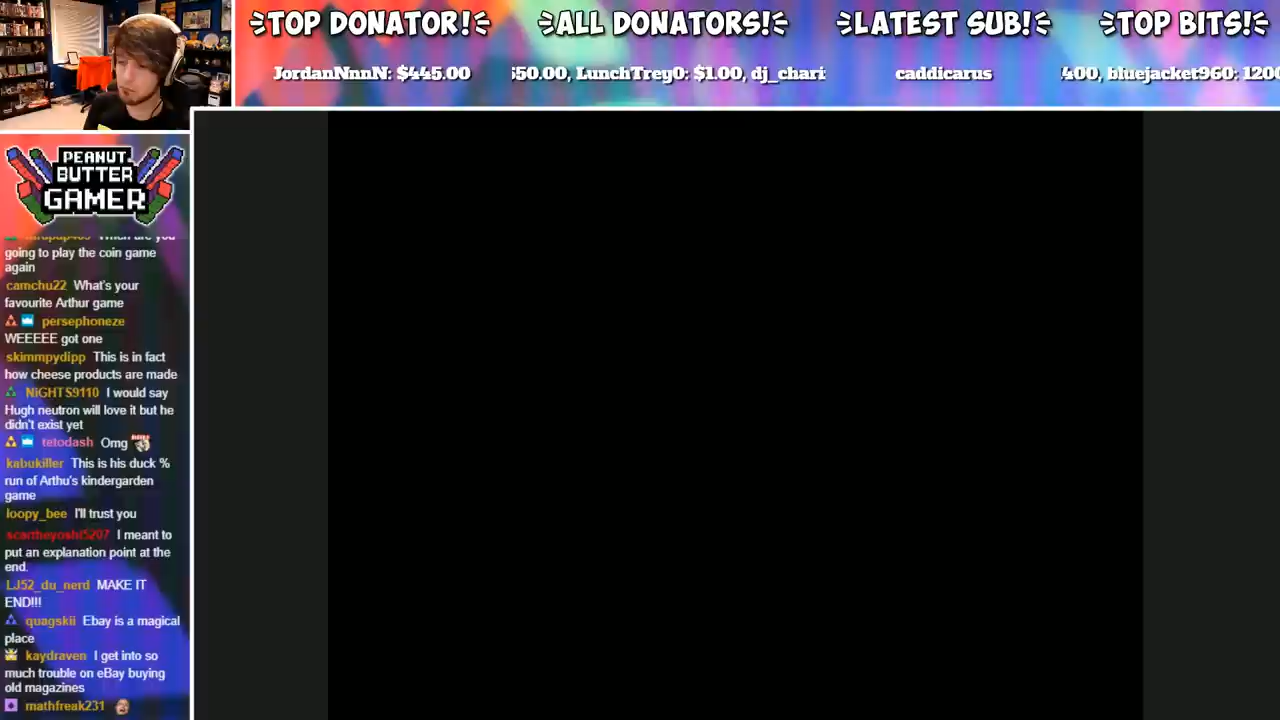 TOP DONATOR!
ALL DONATORS!
LATEST SUB!
TOP BITS!
JordanNnnN: $445.00
50.00, LunchTrey0: $1.00, dj_chari
caddicarus
400, bluejacket960: 1200
PEANUT
BUTTER
GAMER
When are you
going to play the coin game
again
camchu22 What's your
favourite Arthur game
persephoneze
WEEEEE got one
skimmpydipp This is in fact
how cheese products are made
NiGHTS9110 I would say
Hugh neutron will love it but he
didn't exist yet
tetodash Omg
kabukiller This is his duck %
run of Arthu's kindergarden
game
loopy_bee I'll trust you
scartheyoshi5207 I meant to
put an explanation point at the
end.
LJ52_du_nerd MAKE IT
END!!!
quagskii Ebay is a magical
place
kaydraven I get into so
much trouble on eBay buying
old magazines
mathfreak231